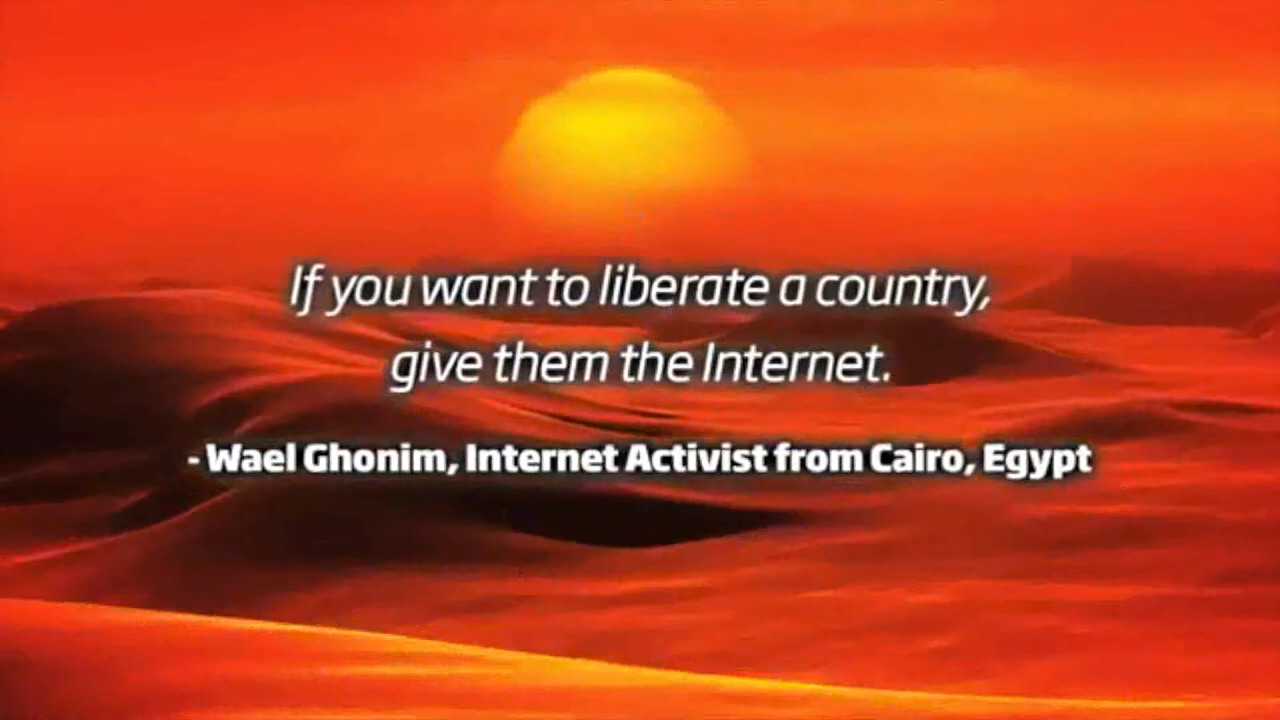 If you want to liberate a country,
give them the Internet.
- Wael Ghonim, Internet Activist from Cairo, Egypt